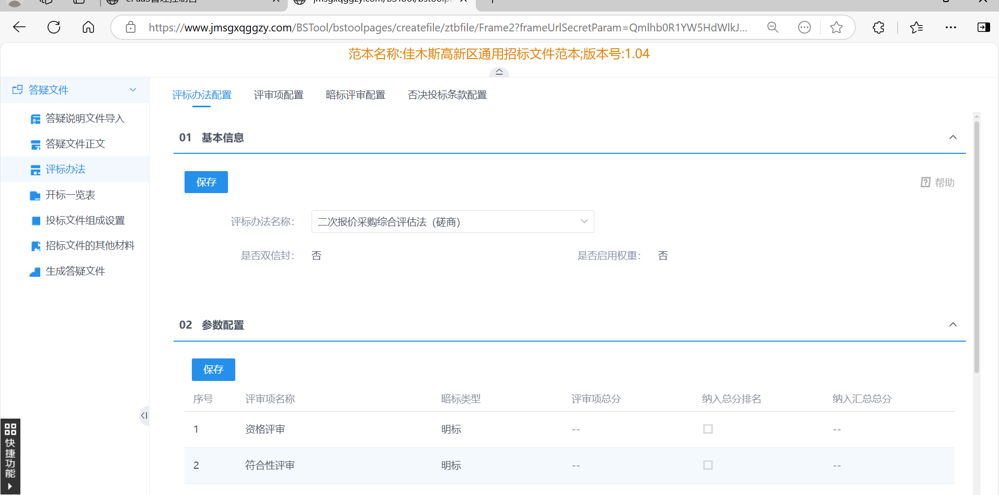 https://www.jmsgxqggzy.com/BSTool/bstoolpages/createfile/ztbfile/Frame2?frameUrlSecretParam=Qmlhb0R1YW5HdWlkJ...
范本名称:佳木斯高新区通用招标文件范本;版本号:1.04
答疑文件
答疑说明文件导入
答疑文件正文
评标办法
开标一览表
投标文件组成设置
招标文件的其他材料
生成答疑文件
快捷功能
评标办法配置 评审项配置 暗标评审配置 否决投标条款配置
01 基本信息
保存
帮助
评标办法名称： 二次报价采购综合评估法（磋商）
是否双信封： 否 是否启用权重： 否
02 参数配置
保存
序号 评审项名称 暗标类型 评审项总分 纳入总分排名 纳入汇总总分
1 资格评审 明标 -- --
2 符合性评审 明标 -- --